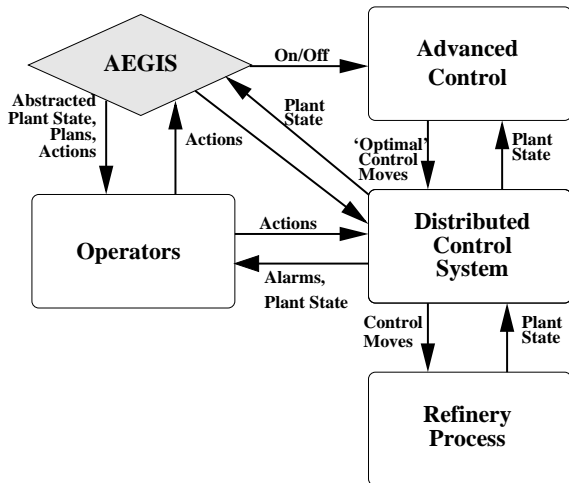 AEGIS
On/Off
Advanced
Control
Abstracted
Plant State,
Plans,
Actions
Actions
Plant
State
‘Optimal’
Control
Moves
Plant
State
Operators
Actions
Alarms,
Plant State
Distributed
Control
System
Control
Moves
Plant
State
Refinery
Process